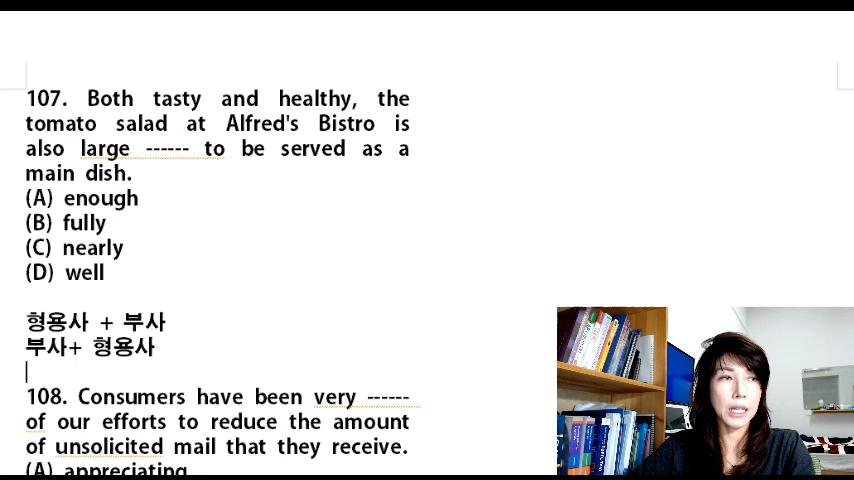 107. Both tasty and healthy, the
tomato salad at Alfred's Bistro is
also large ------ to be served as a
main dish.
(A) enough
(B) fully
(C) nearly
(D) well
형용사 + 부사
부사+ 형용사
108. Consumers have been very ------
of our efforts to reduce the amount
of unsolicited mail that they receive.
(A) appreciating